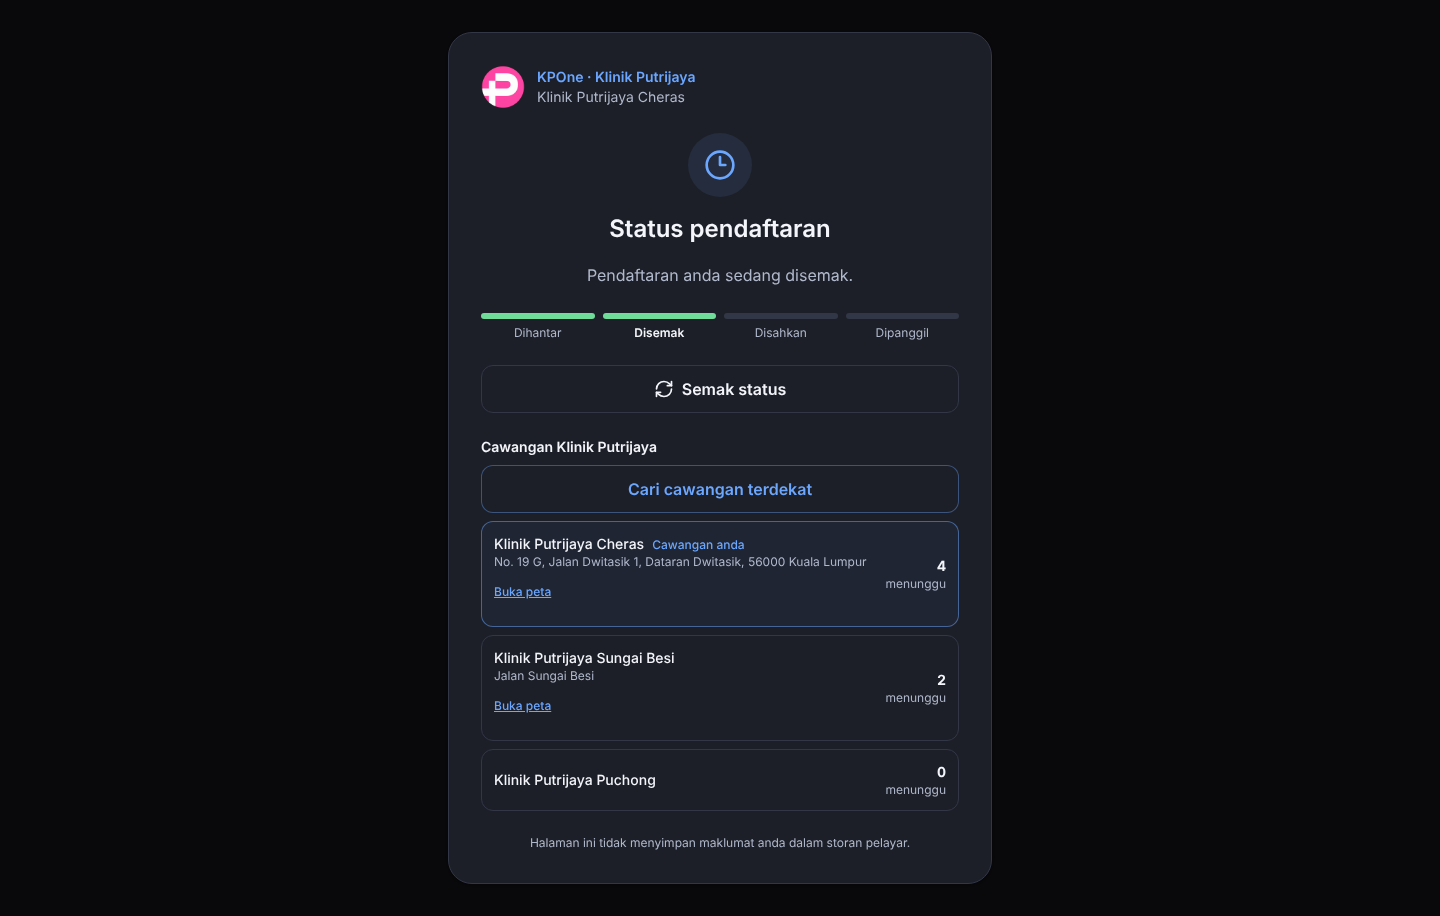 KPOne · Klinik Putrijaya
Klinik Putrijaya Cheras
Status pendaftaran
Pendaftaran anda sedang disemak.
Dihantar
Disemak
Disahkan
Dipanggil
Semak status
Cawangan Klinik Putrijaya
Cari cawangan terdekat
Klinik Putrijaya Cheras Cawangan anda
No. 19 G, Jalan Dwitasik 1, Dataran Dwitasik, 56000 Kuala Lumpur
Buka peta
4
menunggu
Klinik Putrijaya Sungai Besi
Jalan Sungai Besi
Buka peta
2
menunggu
Klinik Putrijaya Puchong
0
menunggu
Halaman ini tidak menyimpan maklumat anda dalam storan pelayar.